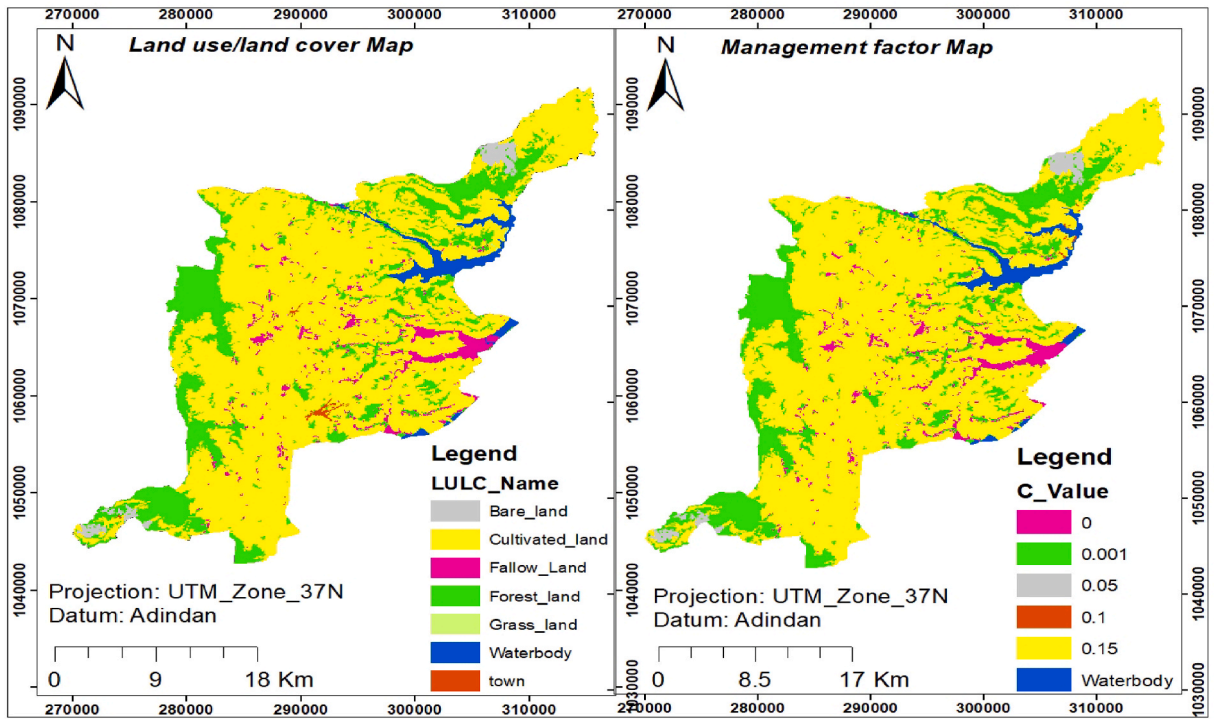 270000 280000 290000 300000 310000
270000 280000 290000 300000 310000
N
Land use/land cover Map
1090000
1080000
1070000
1060000
1050000
1040000
Legend
LULC_Name
Bare_land
Cultivated_land
Fallow_Land
Forest_land
Grass_land
Waterbody
town
Projection: UTM_Zone_37N
Datum: Adindan
0 9 18 Km
270000 280000 290000 300000 310000
N
Management factor Map
1090000
1080000
1070000
1060000
1050000
1040000
1030000
1090000
1080000
1070000
1060000
1050000
1040000
1030000
Legend
C_Value
0
0.001
0.05
0.1
0.15
Waterbody
Projection: UTM_Zone_37N
Datum: Adindan
0 8.5 17 Km
270000 280000 290000 300000 310000